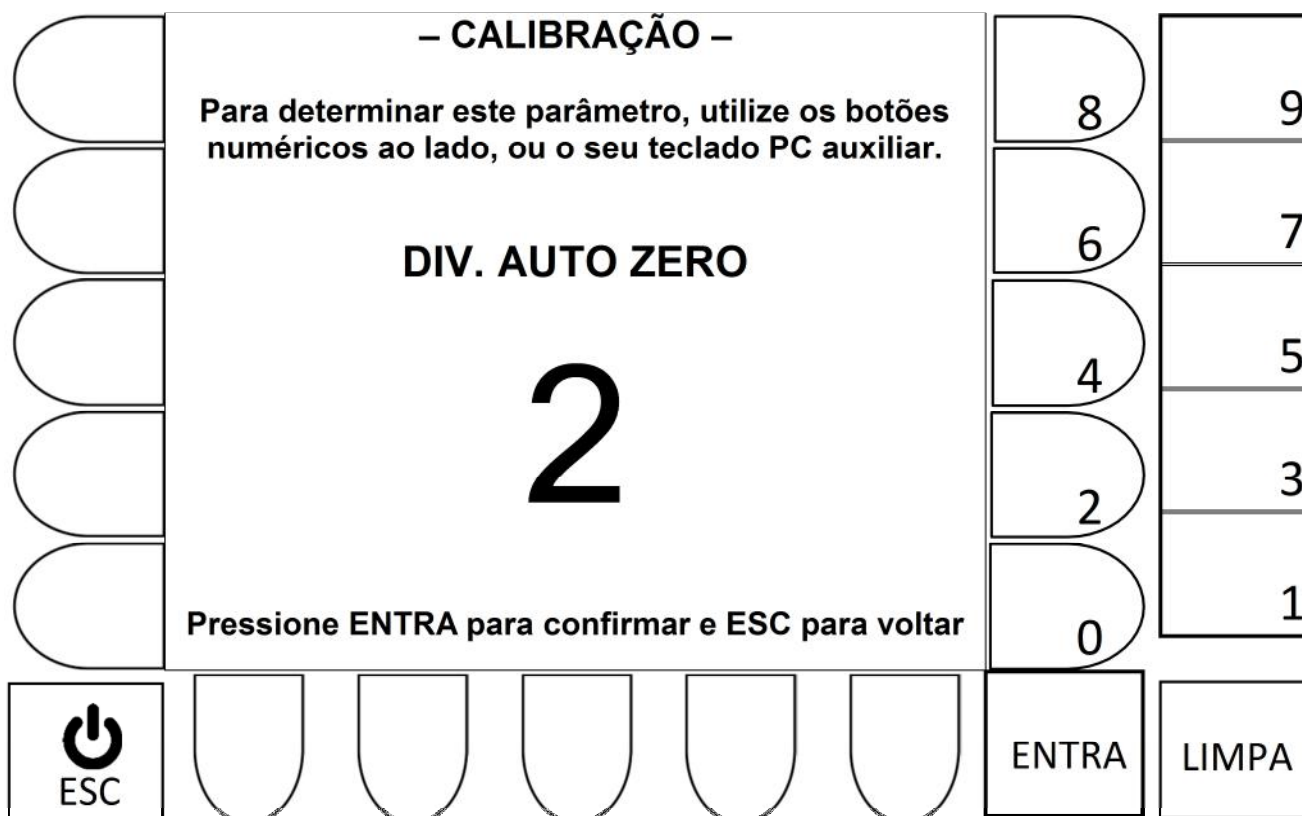 – CALIBRAÇÃO –
Para determinar este parâmetro, utilize os botões
numéricos ao lado, ou o seu teclado PC auxiliar.
DIV. AUTO ZERO
2
Pressione ENTRA para confirmar e ESC para voltar
8
9
6
7
4
5
2
3
0
1
ESC
ENTRA
LIMPA